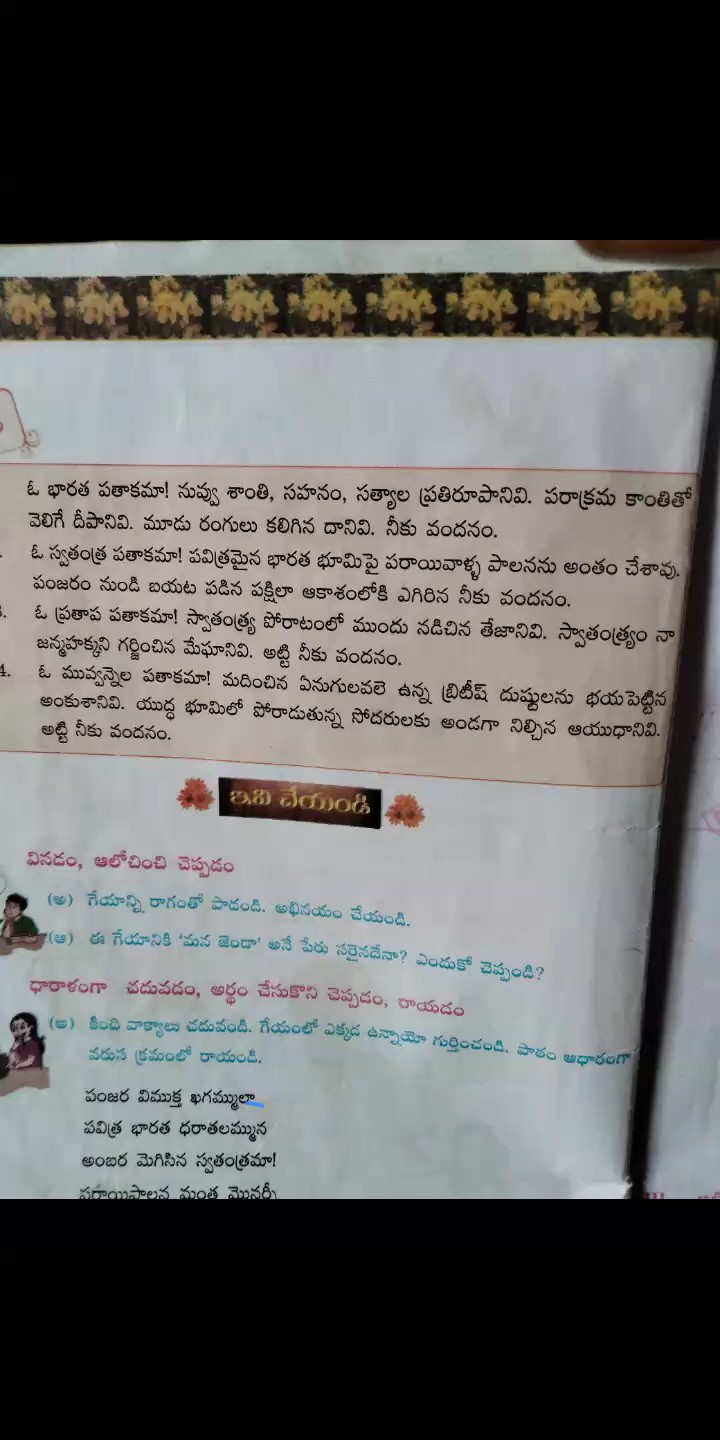 ఓ భారత పతాకమా! నువ్వు శాంతి, సహనం, సత్యాల ప్రతిరూపానివి. పరాక్రమ కాంతితో
వెలిగే దీపానివి. మూడు రంగులు కలిగిన దానివి. నీకు వందనం.
ఓ స్వతంత్ర పతాకమా! పవిత్రమైన భారత భూమిపై పరాయివాళ్ళ పాలనను అంతం చేశావు.
పంజరం నుండి బయట పడిన పక్షిలా ఆకాశంలోకి ఎగిరిన నీకు వందనం.
3. ఓ ప్రతాప పతాకమా! స్వాతంత్ర్య పోరాటంలో ముందు నడిచిన తేజానివి. స్వాతంత్ర్యం నా
జన్మహక్కని గర్జించిన మేఘానివి. అట్టి నీకు వందనం.
4. ఓ మువ్వన్నెల పతాకమా! మదించిన ఏనుగులవలె ఉన్న బ్రిటీష్ దుష్టులను భయపెట్టిన
అంకుశానివి. యుద్ధ భూమిలో పోరాడుతున్న సోదరులకు అండగా నిల్చిన ఆయుధానివి.
అట్టి నీకు వందనం.
ఇవి చేయండి
వినడం, ఆలోచించి చెప్పడం
(అ) గేయాన్ని రాగంతో పాడండి. అభినయం చేయండి.
(ఆ) ఈ గేయానికి 'మన జెండా' అనే పేరు సరైనదేనా? ఎందుకో చెప్పండి?
ధారాళంగా చదువడం, అర్థం చేసుకొని చెప్పడం, రాయడం
(అ) కింది వాక్యాలు చదువండి. గేయంలో ఎక్కడ ఉన్నాయో గుర్తించండి. పాఠం ఆధారంగా
వరుస క్రమంలో రాయండి.
పంజర విముక్త ఖగమ్ములా
పవిత్ర భారత ధరాతలమ్మున
అంబర మెగిసిన స్వతంత్రమా!
పరాయిపాలన మంత మొనర్చీ